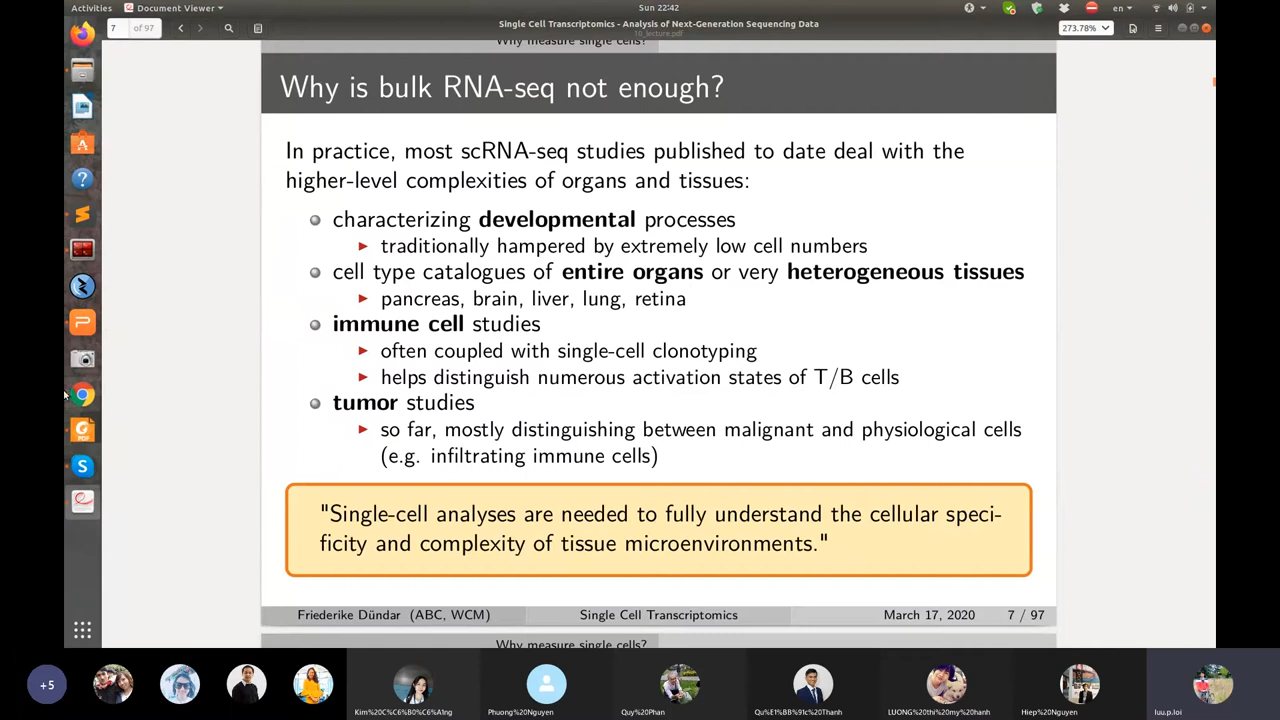 Activities
Document Viewer
Sun 22:42
en
7
of 97
Single Cell Transcriptomics - Analysis of Next-Generation Sequencing Data
10_lecture.pdf
273.78%
Why measure single cells?
Why is bulk RNA-seq not enough?
In practice, most scRNA-seq studies published to date deal with the
higher-level complexities of organs and tissues:
characterizing developmental processes
traditionally hampered by extremely low cell numbers
cell type catalogues of entire organs or very heterogeneous tissues
pancreas, brain, liver, lung, retina
immune cell studies
often coupled with single-cell clonotyping
helps distinguish numerous activation states of T/B cells
tumor studies
so far, mostly distinguishing between malignant and physiological cells
(e.g. infiltrating immune cells)
"Single-cell analyses are needed to fully understand the cellular speci-
ficity and complexity of tissue microenvironments."
Friederike Dündar (ABC, WCM)
Single Cell Transcriptomics
March 17, 2020
7 / 97
Why measure single cells?
+5
Kim%20C%C6%B0%C6%A1ng
Phuong%20Nguyen
Quy%20Phan
Qu%E1%BB%91c%20Thanh
LUONG%20thi%20my%20hanh
Hiep%20Nguyen
luu.p.loi